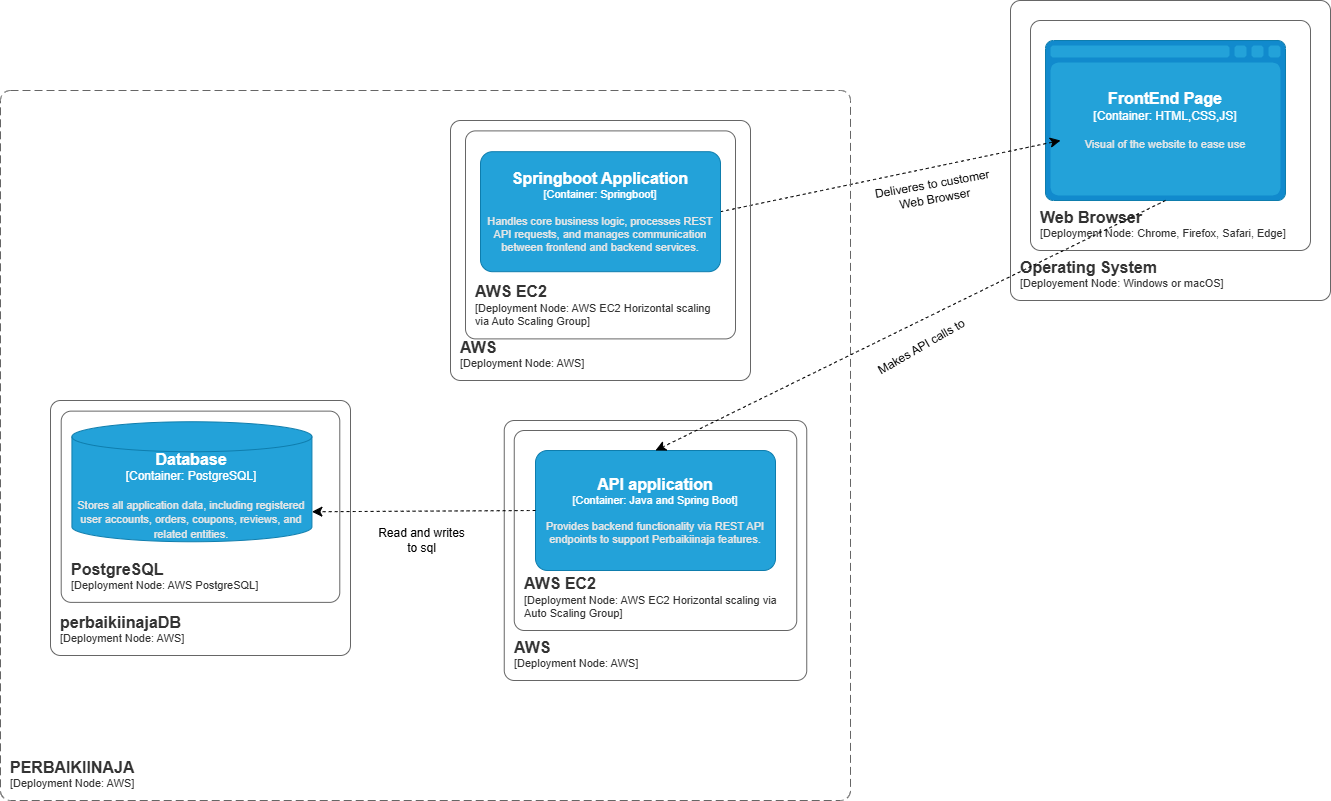 FrontEnd Page
[Container: HTML,CSS,JS]
Visual of the website to ease use
Web Browser
[Deployment Node: Chrome, Firefox, Safari, Edge]
Operating System
[Deployement Node: Windows or macOS]
Springboot Application
[Container: Springboot]
Handles core business logic, processes REST
API requests, and manages communication
between frontend and backend services.
AWS EC2
[Deployment Node: AWS EC2 Horizontal scaling
via Auto Scaling Group]
AWS
[Deployment Node: AWS]
Deliveres to customer
Web Browser
Makes API calls to
Database
[Container: PostgreSQL]
Stores all application data, including registered
user accounts, orders, coupons, reviews, and
related entities.
PostgreSQL
[Deployment Node: AWS PostgreSQL]
perbaikiinajaDB
[Deployment Node: AWS]
Read and writes
to sql
API application
[Container: Java and Spring Boot]
Provides backend functionality via REST API
endpoints to support Perbaikiinaja features.
AWS EC2
[Deployment Node: AWS EC2 Horizontal scaling via
Auto Scaling Group]
AWS
[Deployment Node: AWS]
PERBAIKIINAJA
[Deployment Node: AWS]